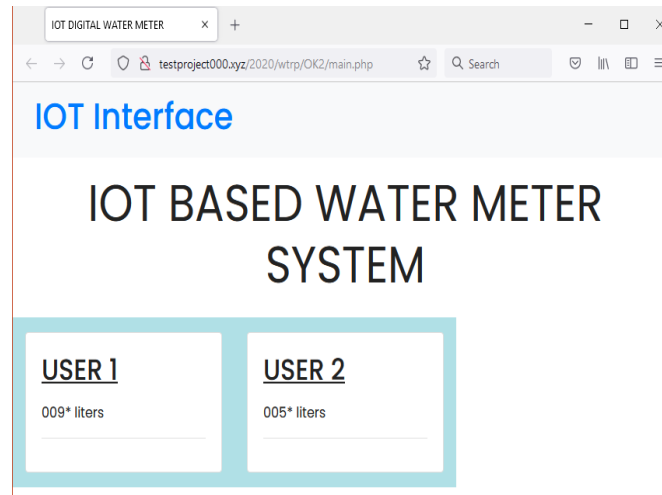 IOT DIGITAL WATER METER
testproject000.xyz/2020/wtrp/OK2/main.php
Search
IOT Interface
IOT BASED WATER METER
SYSTEM
USER 1
USER 2
009* liters
005* liters